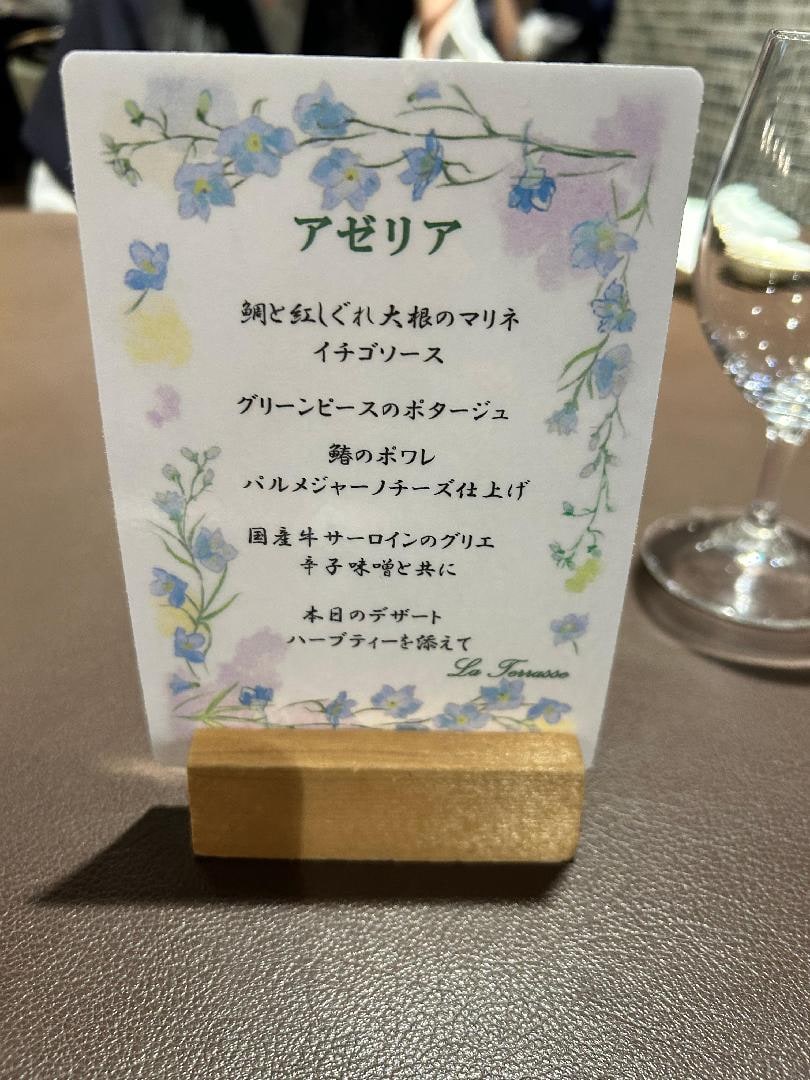 アゼリア
鯛と紅しぐれ大根のマリネ
イチゴソース
グリーンピースのポタージュ
鰆のポワレ
パルメジャーノチーズ仕上げ
国産牛サーロインのグリエ
辛子味噌と共に
本日のデザート
ハーブティーを添えて
La Terrasse